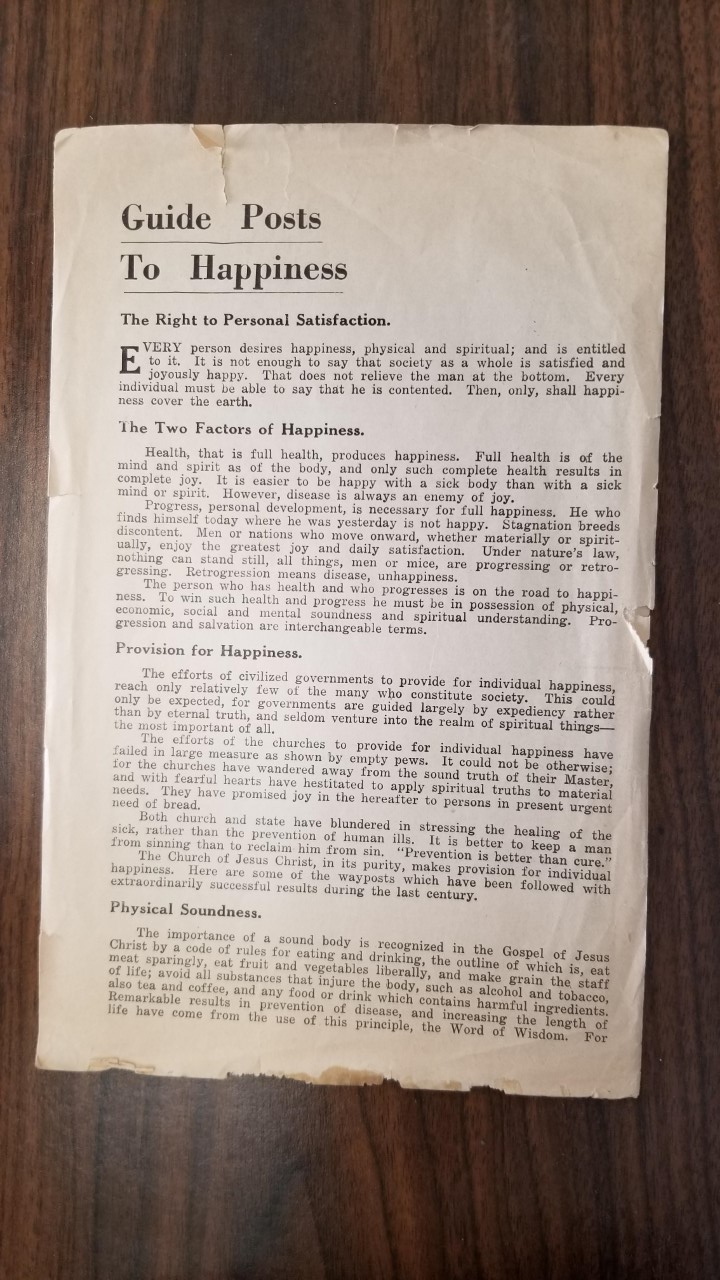 Guide Posts
To Happiness
The Right to Personal Satisfaction.
EVERY person desires happiness, physical and spiritual; and is entitled
to it. It is not enough to say that society as a whole is satisfied and
joyously happy. That does not relieve the man at the bottom. Every
individual must be able to say that he is contented. Then, only, shall happi-
ness cover the earth.
The Two Factors of Happiness.
Health, that is full health, produces happiness. Full health is of the
mind and spirit as of the body, and only such complete health results in
complete joy. It is easier to be happy with a sick body than with a sick
mind or spirit. However, disease is always an enemy of joy.
Progress, personal development, is necessary for full happiness. He who
finds himself today where he was yesterday is not happy. Stagnation breeds
discontent. Men or nations who move onward, whether materially or spirit-
ually, enjoy the greatest joy and daily satisfaction. Under nature's law,
nothing can stand still, all things, men or mice, are progressing or retro-
gressing. Retrogression means disease, unhappiness.
The person who has health and who progresses is on the road to happi-
ness. To win such health and progress he must be in possession of physical,
economic, social and mental soundness and spiritual understanding. Pro-
gression and salvation are interchangeable terms.
Provision for Happiness.
The efforts of civilized governments to provide for individual happiness,
reach only relatively few of the many who constitute society. This could
only be expected, for governments are guided largely by expediency rather
than by eternal truth, and seldom venture into the realm of spiritual things—
the most important of all.
The efforts of the churches to provide for individual happiness have
failed in large measure as shown by empty pews. It could not be otherwise;
for the churches have wandered away from the sound truth of their Master,
and with fearful hearts have hestitated to apply spiritual truths to material
needs. They have promised joy in the hereafter to persons in present urgent
need of bread.
Both church and state have blundered in stressing the healing of the
sick, rather than the prevention of human ills. It is better to keep a man
from sinning than to reclaim him from sin. "Prevention is better than cure."
The Church of Jesus Christ, in its purity, makes provision for individual
happiness. Here are some of the wayposts which have been followed with
extraordinarily successful results during the last century.
Physical Soundness.
The importance of a sound body is recognized in the Gospel of Jesus
Christ by a code of rules for eating and drinking, the outline of which is, eat
meat sparingly, eat fruit and vegetables liberally, and make grain the staff
of life; avoid all substances that injure the body, such as alcohol and tobacco,
also tea and coffee, and any food or drink which contains harmful ingredients.
Remarkable results in prevention of disease, and increasing the length of
life have come from the use of this principle, the Word of Wisdom. For